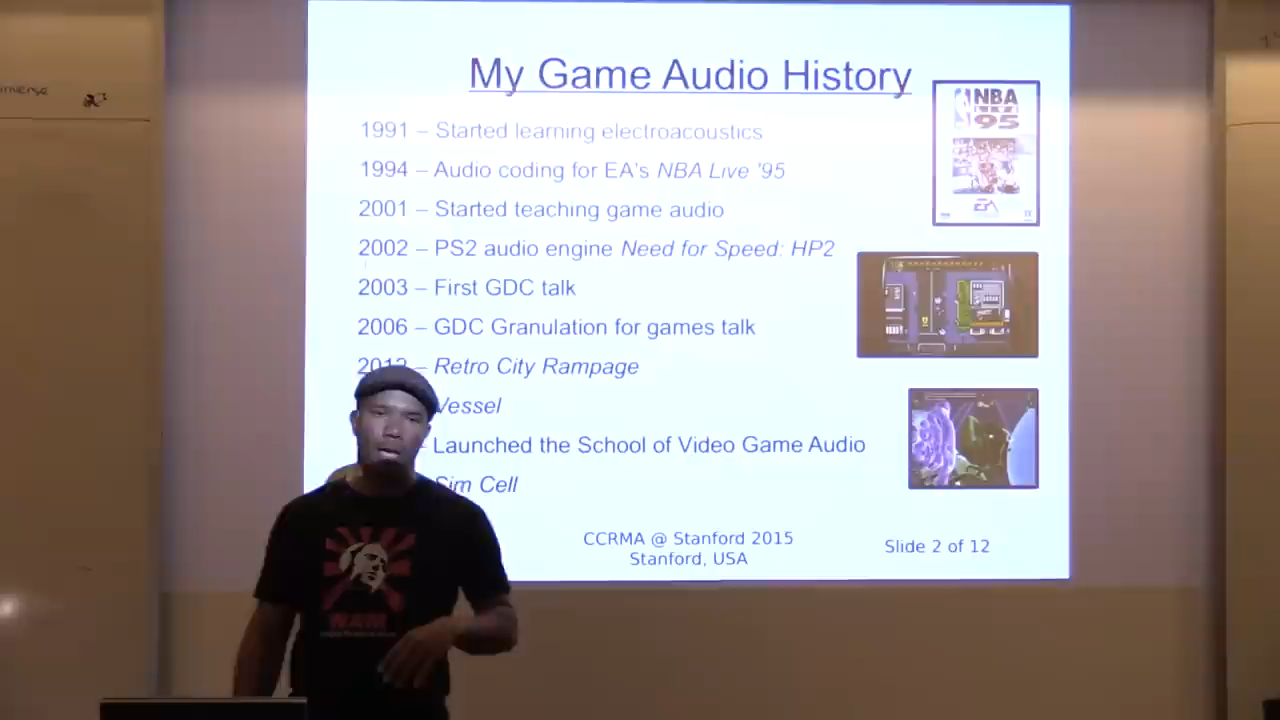 My Game Audio History
1991 – Started learning electroacoustics
1994 – Audio coding for EA's NBA Live '95
2001 – Started teaching game audio
2002 – PS2 audio engine Need for Speed: HP2
2003 – First GDC talk
2006 – GDC Granulation for games talk
2012 – Retro City Rampage
Vessel
Launched the School of Video Game Audio
Sim Cell
CCRMA @ Stanford 2015
Stanford, USA
Slide 2 of 12
NBA
95
EA
inverse